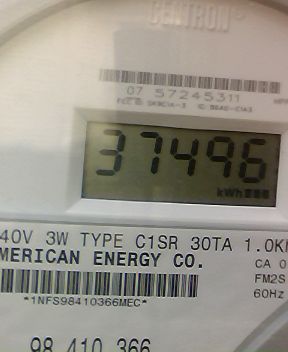 CENTRON
07 57245311
37496
kWh
40V 3W TYPE C1SR 30TA 1.0K
MERICAN ENERGY CO.
CA 0
FM2S
60Hz
*1NFS98410366MEC*
98 410 366